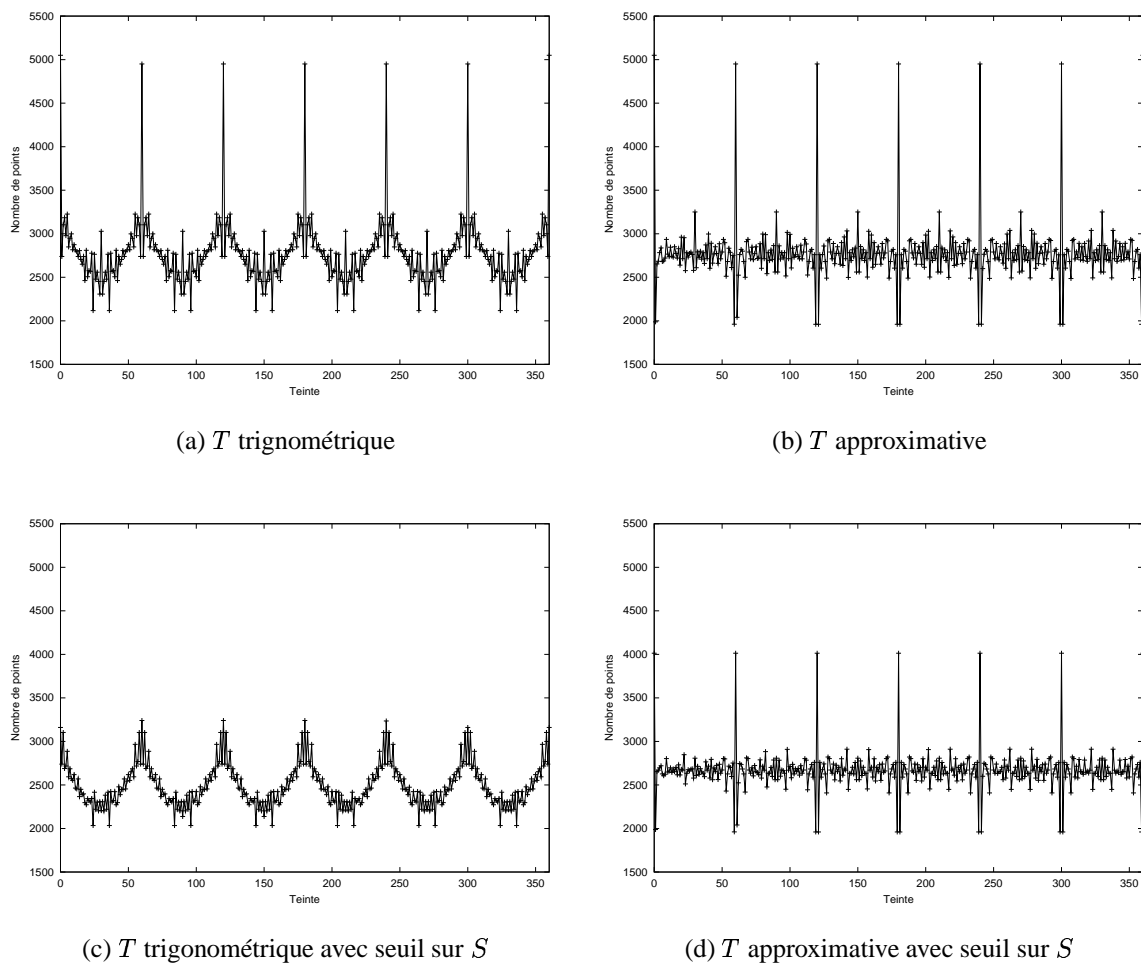 5500
5000
4500
4000
3500
3000
2500
2000
1500
Nombre de points
0 50 100 150 200 250 300 350
Teinte
(a) T trignométrique
5500
5000
4500
4000
3500
3000
2500
2000
1500
Nombre de points
0 50 100 150 200 250 300 350
Teinte
(b) T approximative
5500
5000
4500
4000
3500
3000
2500
2000
1500
Nombre de points
0 50 100 150 200 250 300 350
Teinte
(c) T trigonométrique avec seuil sur S
5500
5000
4500
4000
3500
3000
2500
2000
1500
Nombre de points
0 50 100 150 200 250 300 350
Teinte
(d) T approximative avec seuil sur S